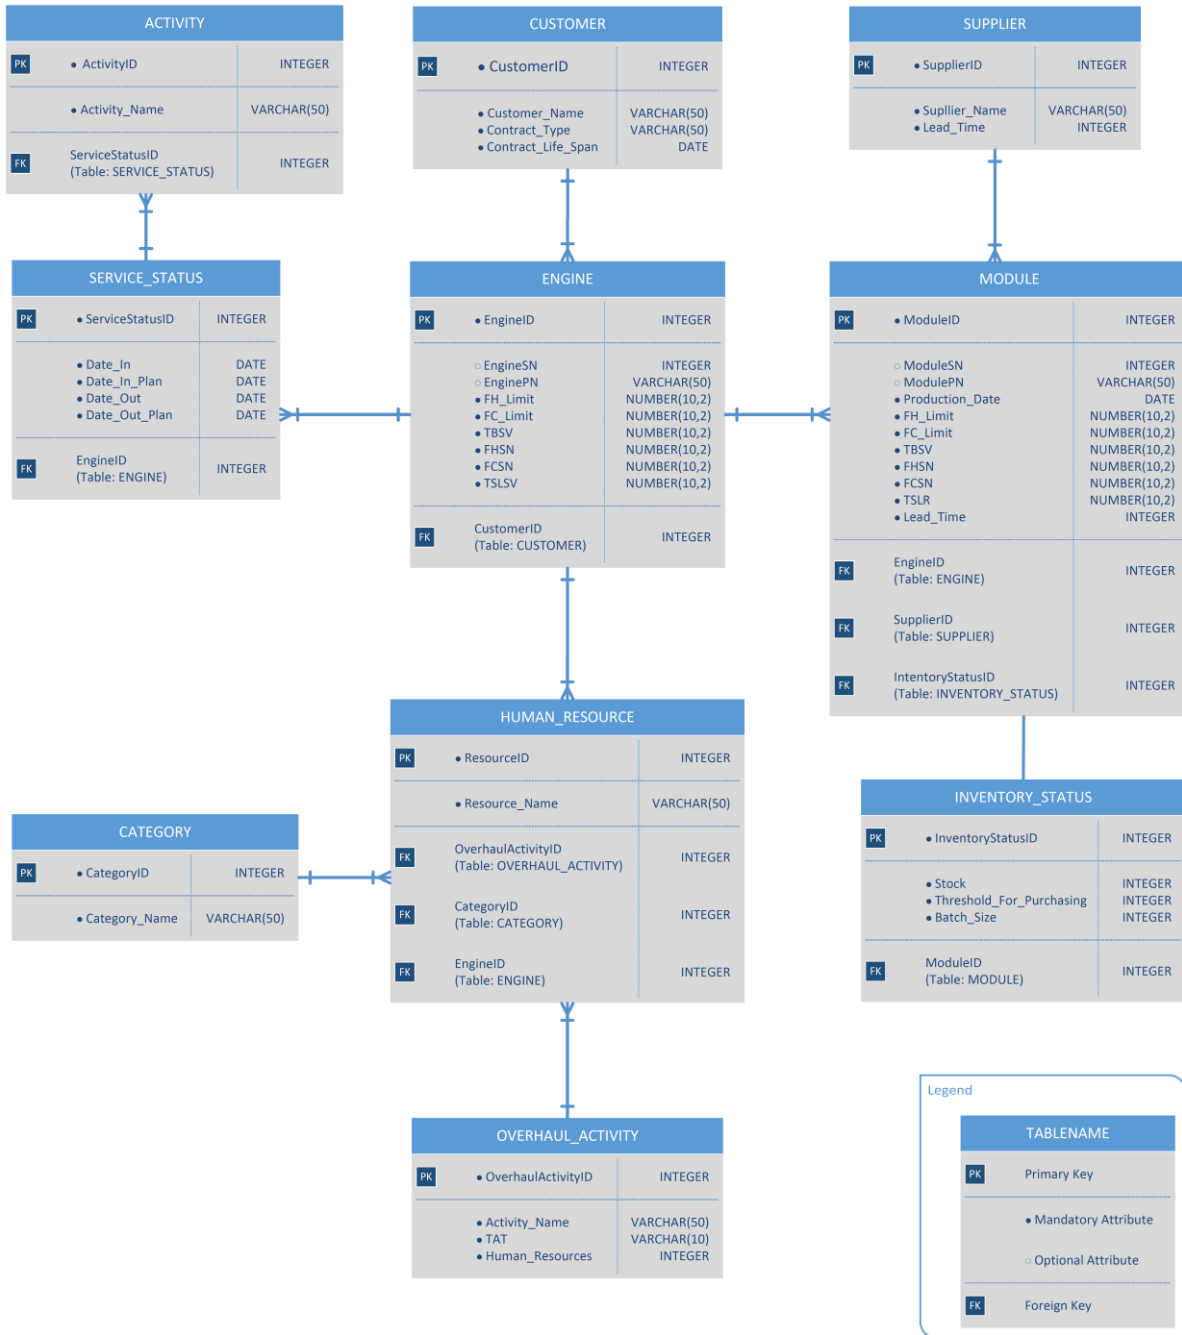 ACTIVITY
PK • ActivityID INTEGER
• Activity_Name VARCHAR(50)
FK ServiceStatusID INTEGER
(Table: SERVICE_STATUS)
CUSTOMER
PK • CustomerID INTEGER
• Customer_Name VARCHAR(50)
• Contract_Type VARCHAR(50)
• Contract_Life_Span DATE
SUPPLIER
PK • SupplierID INTEGER
• Supllier_Name VARCHAR(50)
• Lead_Time INTEGER
SERVICE_STATUS
PK • ServiceStatusID INTEGER
• Date_In DATE
• Date_In_Plan DATE
• Date_Out DATE
• Date_Out_Plan DATE
FK EngineID INTEGER
(Table: ENGINE)
ENGINE
PK • EngineID INTEGER
○ EngineSN INTEGER
○ EnginePN VARCHAR(50)
• FH_Limit NUMBER(10,2)
• FC_Limit NUMBER(10,2)
• TBSV NUMBER(10,2)
• FHSN NUMBER(10,2)
• FCSN NUMBER(10,2)
• TSLSV NUMBER(10,2)
FK CustomerID INTEGER
(Table: CUSTOMER)
MODULE
PK • ModuleID INTEGER
○ ModuleSN INTEGER
○ ModulePN VARCHAR(50)
• Production_Date DATE
• FH_Limit NUMBER(10,2)
• FC_Limit NUMBER(10,2)
• TBSV NUMBER(10,2)
• FHSN NUMBER(10,2)
• FCSN NUMBER(10,2)
• TSLR NUMBER(10,2)
• Lead_Time INTEGER
FK EngineID INTEGER
(Table: ENGINE)
FK SupplierID INTEGER
(Table: SUPPLIER)
FK IntentoryStatusID INTEGER
(Table: INVENTORY_STATUS)
HUMAN_RESOURCE
PK • ResourceID INTEGER
• Resource_Name VARCHAR(50)
FK OverhaulActivityID INTEGER
(Table: OVERHAUL_ACTIVITY)
FK CategoryID INTEGER
(Table: CATEGORY)
FK EngineID INTEGER
(Table: ENGINE)
CATEGORY
PK • CategoryID INTEGER
• Category_Name VARCHAR(50)
INVENTORY_STATUS
PK • InventoryStatusID INTEGER
• Stock INTEGER
• Threshold_For_Purchasing INTEGER
• Batch_Size INTEGER
FK ModuleID INTEGER
(Table: MODULE)
OVERHAUL_ACTIVITY
PK • OverhaulActivityID INTEGER
• Activity_Name VARCHAR(50)
• TAT VARCHAR(10)
• Human_Resources INTEGER
Legend
TABLENAME
PK Primary Key
• Mandatory Attribute
○ Optional Attribute
FK Foreign Key